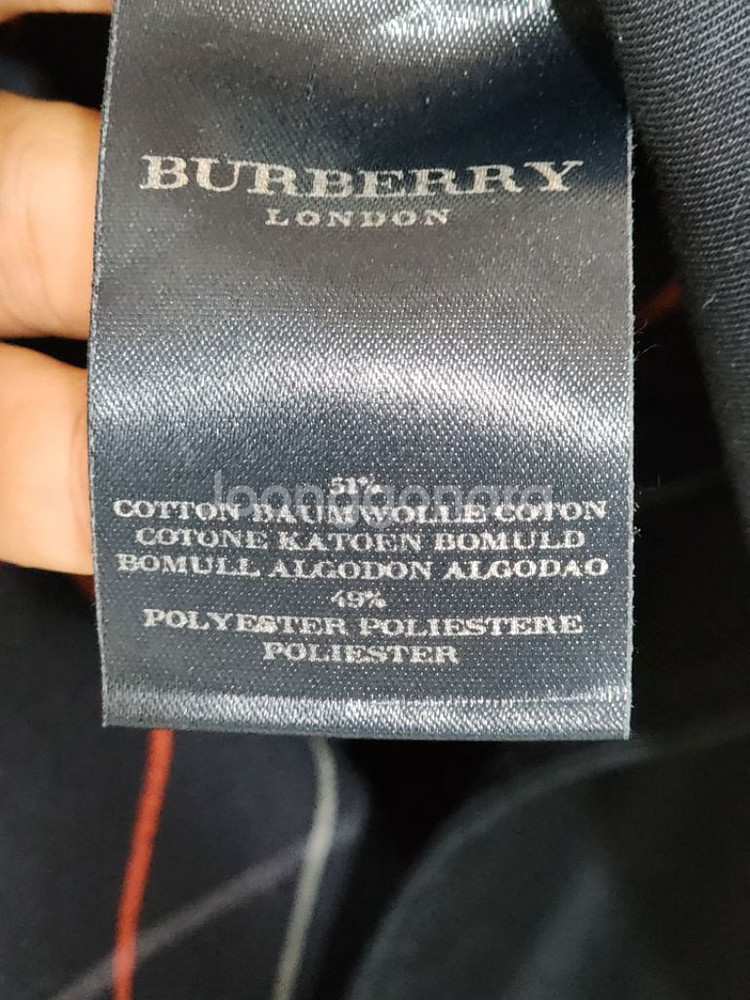 BURBERRY
LONDON
51%
COTTON BAUMWOLLE COTON
COTONE KATOEN BOMULD
BOMULL ALGODON ALGODAO
49%
POLYESTER POLIESTERE
POLIESTER